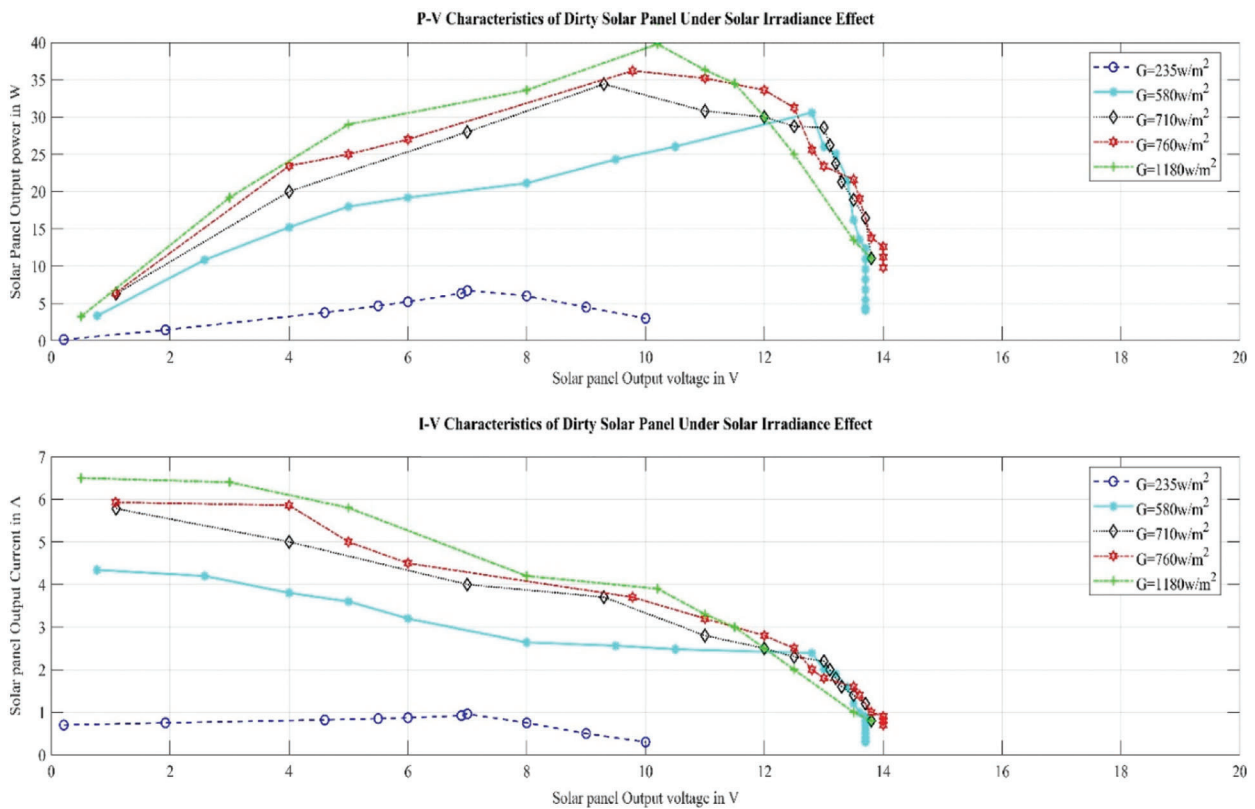 P-V Characteristics of Dirty Solar Panel Under Solar Irradiance Effect
Solar Panel Output power in W
40
35
30
25
20
15
10
5
0
G=235w/m²
G=580w/m²
G=710w/m²
G=760w/m²
G=1180w/m²
0 2 4 6 8 10 12 14 16 18 20
Solar panel Output voltage in V
I-V Characteristics of Dirty Solar Panel Under Solar Irradiance Effect
Solar panel Output Current in A
7
6
5
4
3
2
1
0
G=235w/m²
G=580w/m²
G=710w/m²
G=760w/m²
G=1180w/m²
0 2 4 6 8 10 12 14 16 18 20
Solar panel Output voltage in V